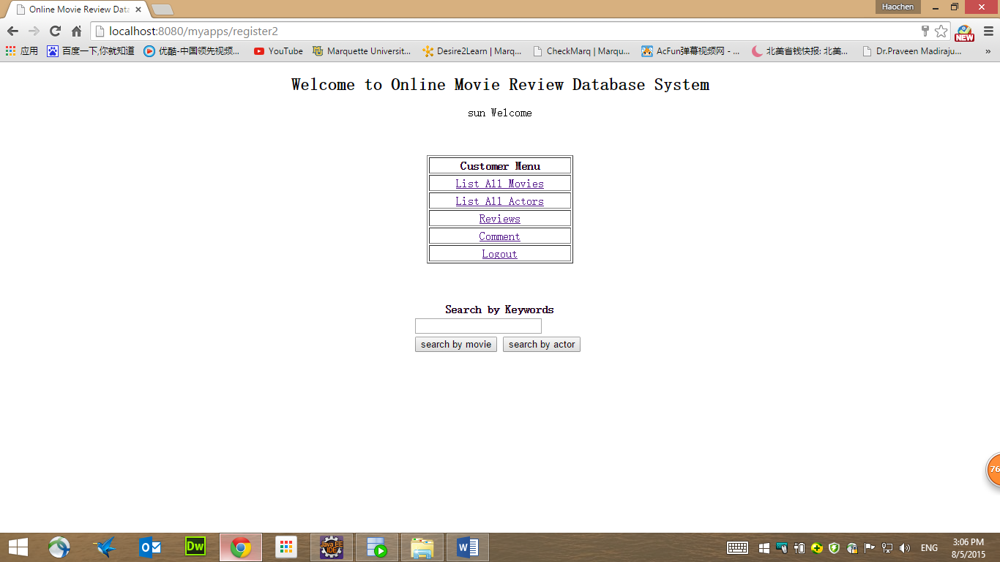 Online Movie Review Data
Haochen
localhost:8080/myapps/register2
NEW
应用 百度一下,你就知道 优酷-中国领先视频... YouTube Marquette Universit... Desire2Learn | Marq... CheckMarq | Marqu... AcFun弹幕视频网 - ... 北美省钱快报: 北美... Dr.Praveen Madiraju... »
Welcome to Online Movie Review Database System
sun Welcome
Customer Menu
List All Movies
List All Actors
Reviews
Comment
Logout
Search by Keywords
search by movie search by actor
76
Dw Java EE IDE ENG 3:06 PM
8/5/2015